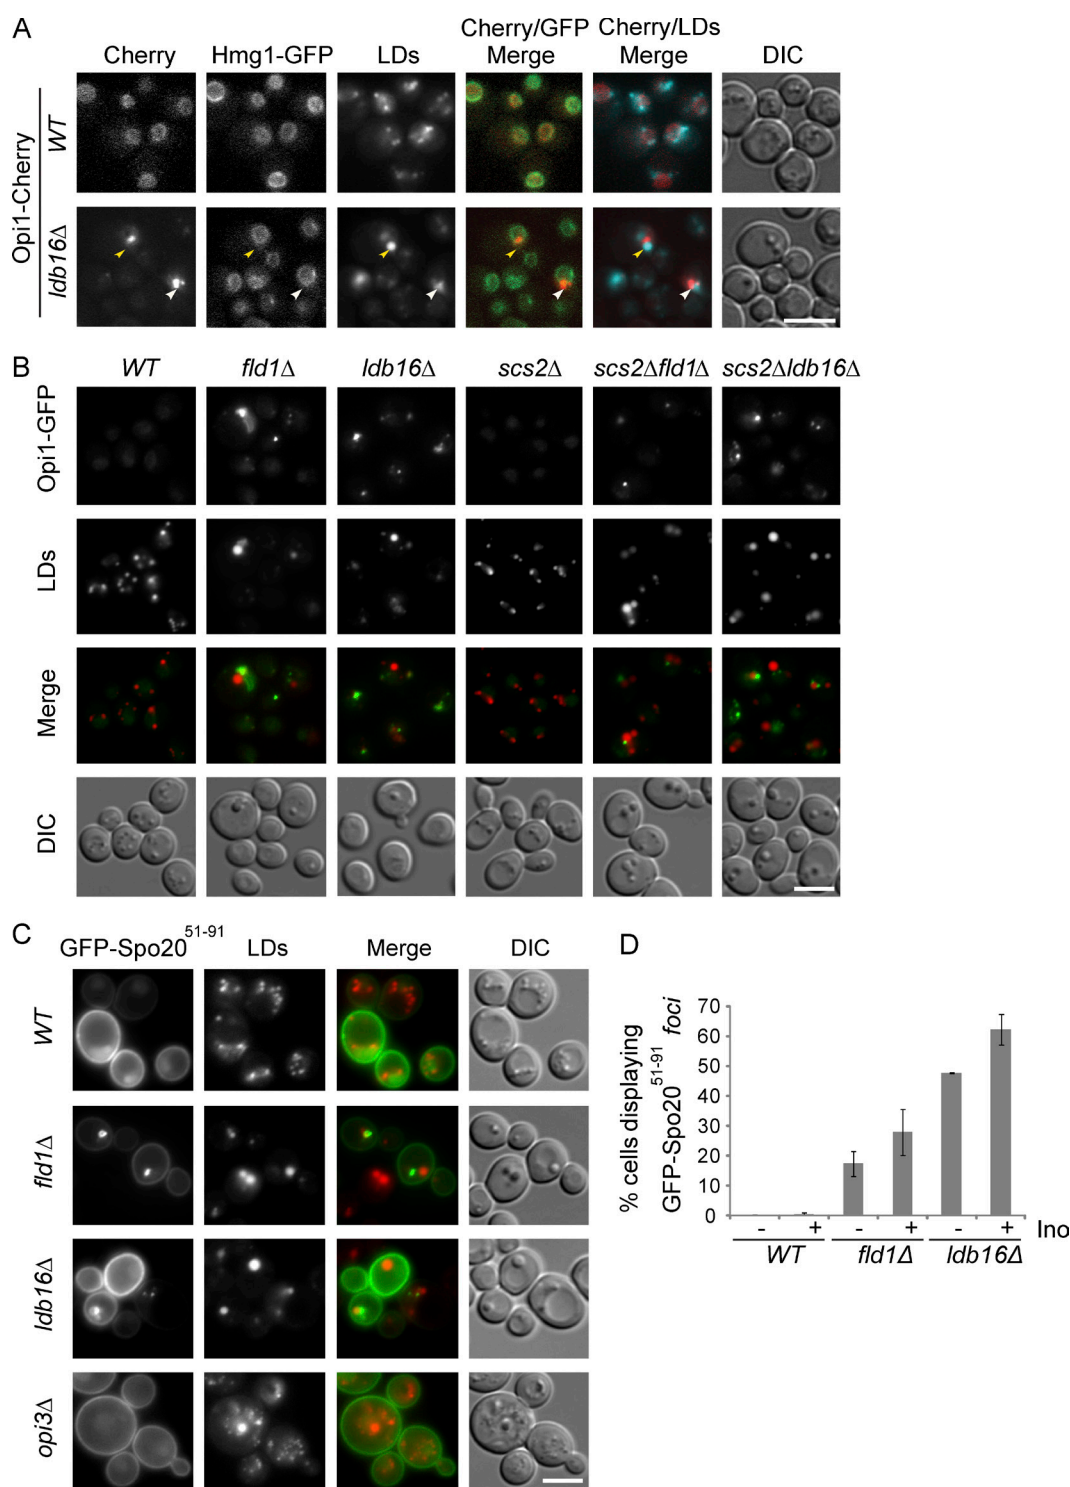 A
Cherry
Hmg1-GFP
LDs
Cherry/GFP
Merge
Cherry/LDs
Merge
DIC
Opi1-Cherry
WT
ldb16Δ
B
WT
fld1Δ
ldb16Δ
scs2Δ
scs2Δfld1Δ
scs2Δldb16Δ
Opi1-GFP
LDs
Merge
DIC
C
GFP-Spo20 51-91
LDs
Merge
DIC
WT
fld1Δ
ldb16Δ
opi3Δ
D
% cells displaying
GFP-Spo20 51-91 foci
70
60
50
40
30
20
10
0
- + - + - + Ino
WT
fld1Δ
ldb16Δ